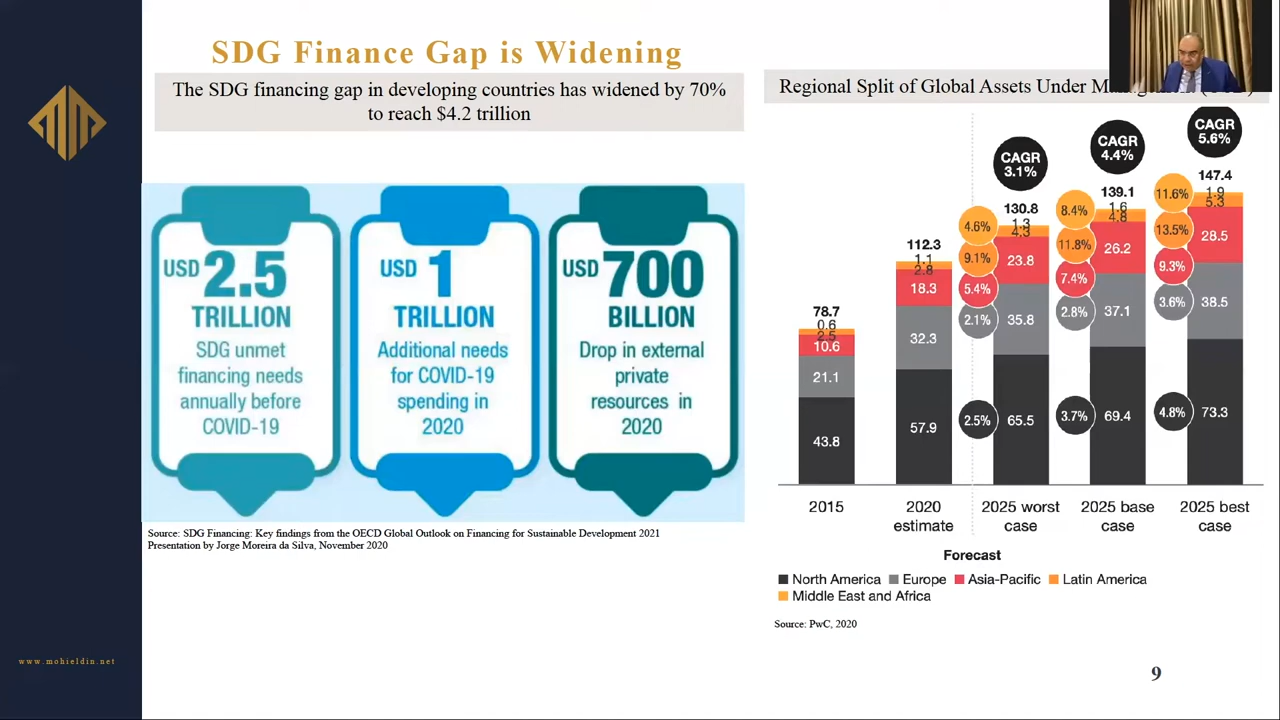 SDG Finance Gap is Widening
The SDG financing gap in developing countries has widened by 70%
to reach $4.2 trillion
USD 2.5
TRILLION
SDG unmet
financing needs
annually before
COVID-19
USD 1
TRILLION
Additional needs
for COVID-19
spending in
2020
USD 700
BILLION
Drop in external
private
resources in
2020
Source: SDG Financing: Key findings from the OECD Global Outlook on Financing for Sustainable Development 2021
Presentation by Jorge Moreira da Silva, November 2020
Regional Split of Global Assets Under
CAGR
3.1%
CAGR
4.4%
CAGR
5.6%
78.7
0.6
2.5
10.6
21.1
43.8
112.3
1.1
2.8
18.3
32.3
57.9
4.6%
9.1%
5.4%
2.1%
2.5%
130.8
1.3
4.3
23.8
35.8
65.5
8.4%
11.8%
7.4%
2.8%
3.7%
139.1
1.6
4.8
26.2
37.1
69.4
11.6%
13.5%
9.3%
3.6%
4.8%
147.4
1.9
5.3
28.5
38.5
73.3
2015
2020
estimate
2025 worst
case
2025 base
case
2025 best
case
Forecast
North America Europe Asia-Pacific Latin America
Middle East and Africa
Source: PwC, 2020
www.mohieldin.net
9